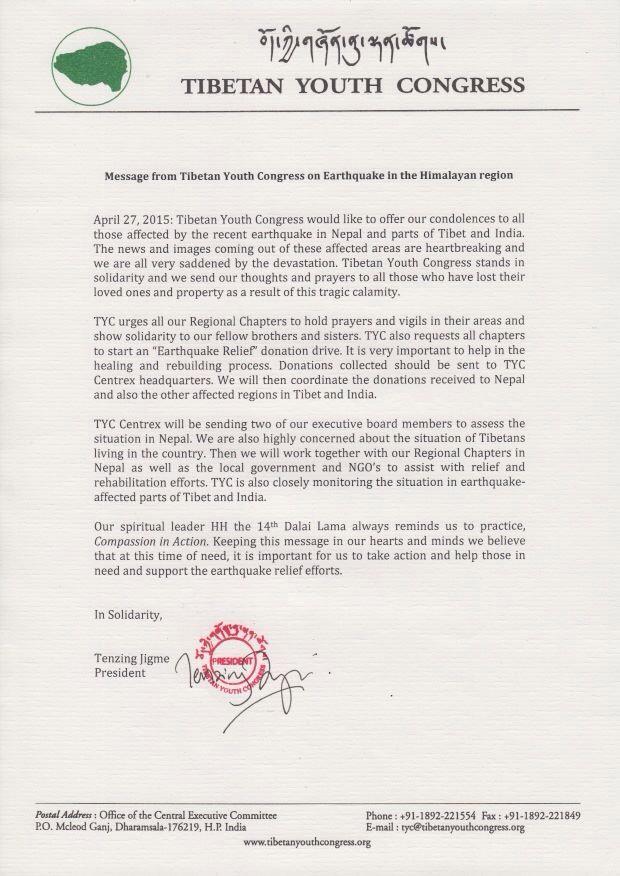 བོད་ཀྱི་གཞོན་ནུ་ལྷན་ཚོགས།
TIBETAN YOUTH CONGRESS
Message from Tibetan Youth Congress on Earthquake in the Himalayan region
April 27, 2015: Tibetan Youth Congress would like to offer our condolences to all
those affected by the recent earthquake in Nepal and parts of Tibet and India.
The news and images coming out of these affected areas are heartbreaking and
we are all very saddened by the devastation. Tibetan Youth Congress stands in
solidarity and we send our thoughts and prayers to all those who have lost their
loved ones and property as a result of this tragic calamity.
TYC urges all our Regional Chapters to hold prayers and vigils in their areas and
show solidarity to our fellow brothers and sisters. TYC also requests all chapters
to start an “Earthquake Relief” donation drive. It is very important to help in the
healing and rebuilding process. Donations collected should be sent to TYC
Centrex headquarters. We will then coordinate the donations received to Nepal
and also the other affected regions in Tibet and India.
TYC Centrex will be sending two of our executive board members to assess the
situation in Nepal. We are also highly concerned about the situation of Tibetans
living in the country. Then we will work together with our Regional Chapters in
Nepal as well as the local government and NGO’s to assist with relief and
rehabilitation efforts. TYC is also closely monitoring the situation in earthquake-
affected parts of Tibet and India.
Our spiritual leader HH the 14th Dalai Lama always reminds us to practice,
Compassion in Action. Keeping this message in our hearts and minds we believe
that at this time of need, it is important for us to take action and help those in
need and support the earthquake relief efforts.
In Solidarity,
Tenzing Jigme
President
PRESIDENT
TIBETAN YOUTH CONGRESS
Postal Address : Office of the Central Executive Committee
P.O. Mcleod Ganj, Dharamsala-176219, H.P. India
Phone : +91-1892-221554 Fax : +91-1892-221849
E-mail : tyc@tibetanyouthcongress.org
www.tibetanyouthcongress.org